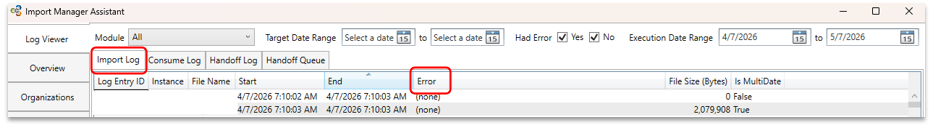 Import Manager Assistant
Log Viewer
Module All Target Date Range Select a date 15 to Select a date 15 Had Error Yes No Execution Date Range 4/7/2026 15 to 5/7/2026 15
Overview
Organizations
Import Log Consume Log Handoff Log Handoff Queue
Log Entry ID Instance File Name Start End Error File Size (Bytes) Is MultiDate
4/7/2026 7:10:02 AM 4/7/2026 7:10:03 AM (none) 0 False
4/7/2026 7:10:03 AM 4/7/2026 7:10:03 AM (none) 2,079,908 True